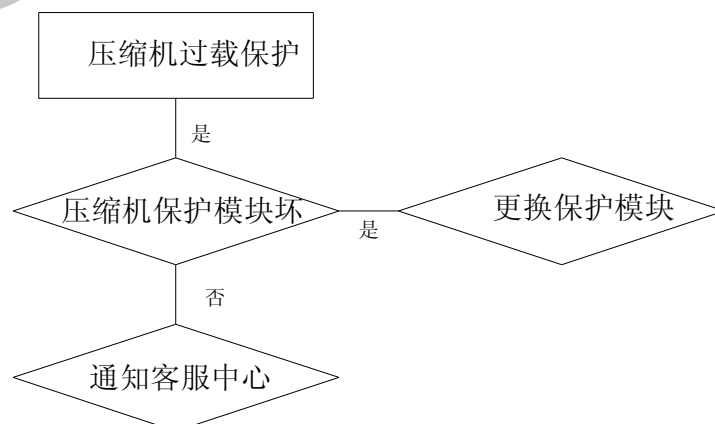 压缩机过载保护
是
压缩机保护模块坏
是
更换保护模块
否
通知客服中心